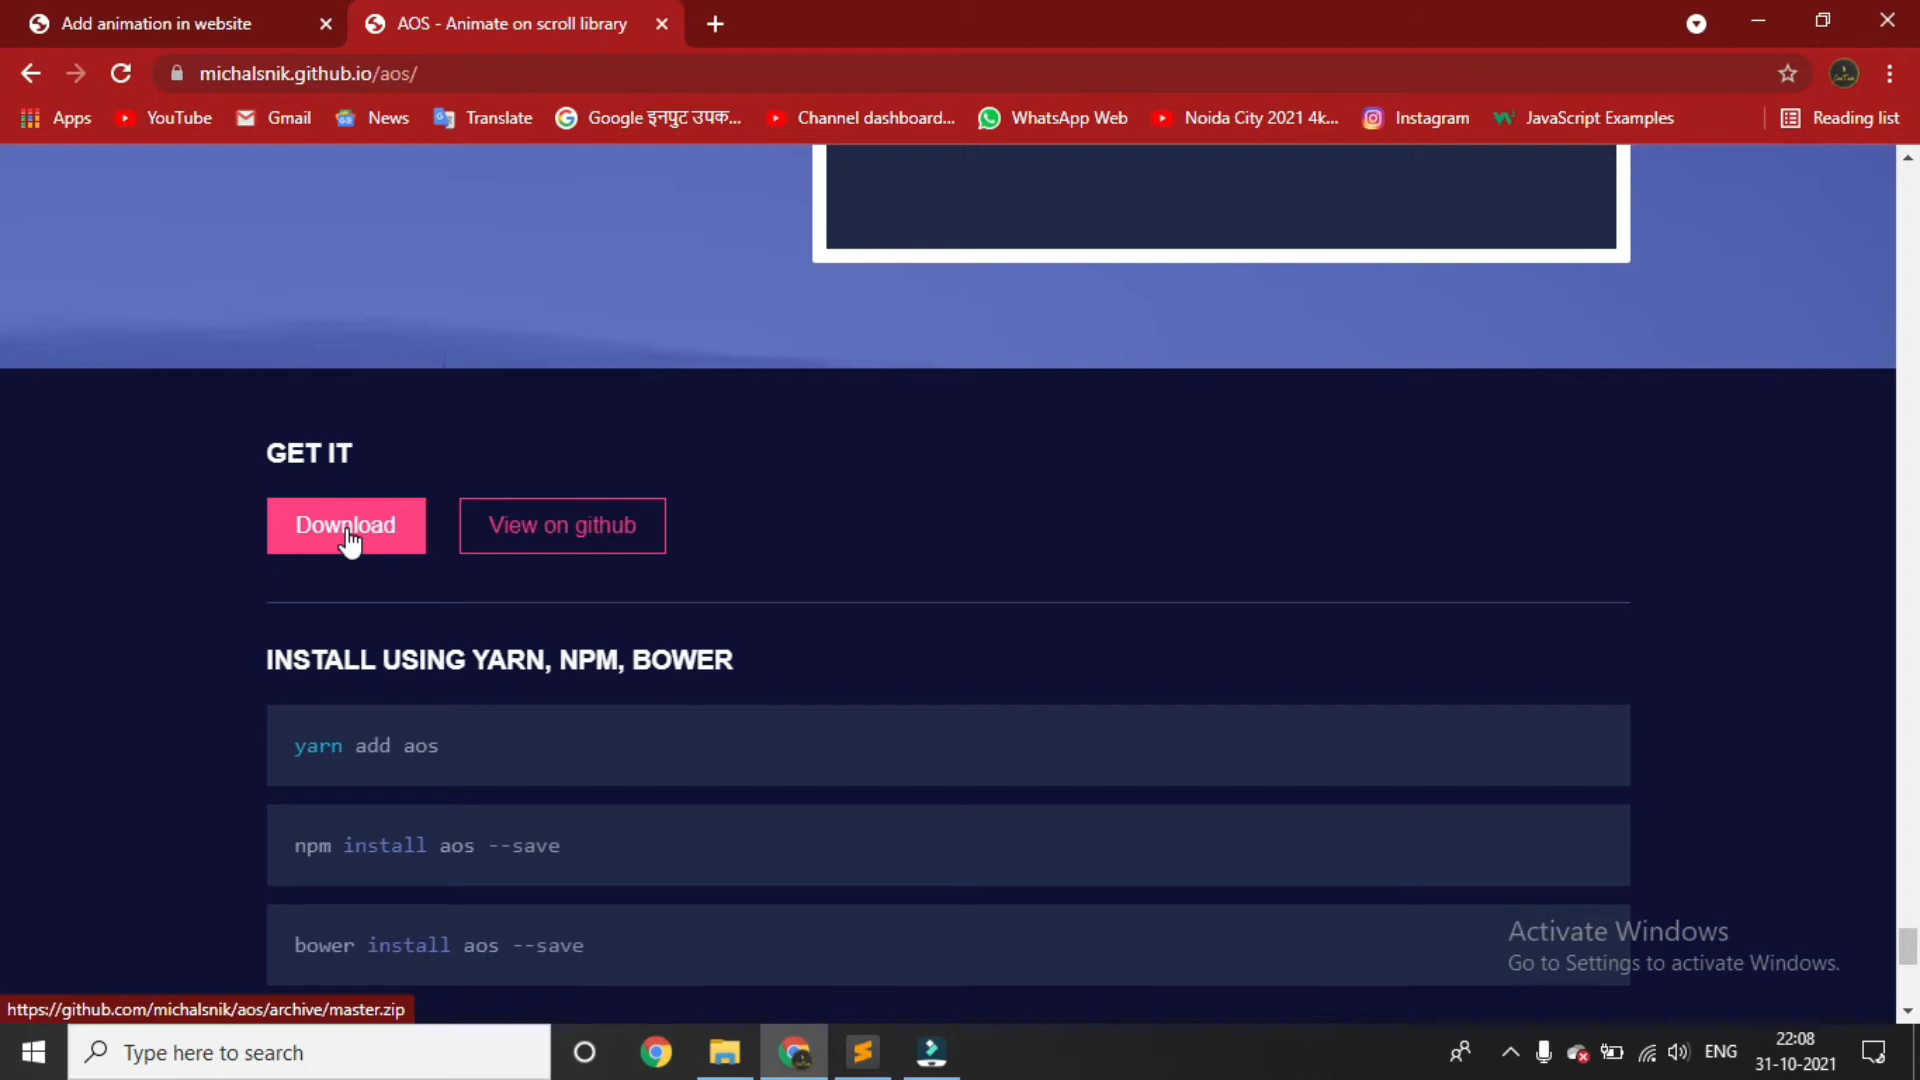 Add animation in website
AOS - Animate on scroll library
michalsnik.github.io/aos/
Apps YouTube Gmail News Translate Google इनपुट उपक... Channel dashboard... WhatsApp Web Noida City 2021 4k... Instagram JavaScript Examples Reading list
GET IT
Download View on github
INSTALL USING YARN, NPM, BOWER
yarn add aos
npm install aos --save
bower install aos --save
Activate Windows
Go to Settings to activate Windows.
https://github.com/michalsnik/aos/archive/master.zip
Type here to search
ENG
22:08
31-10-2021